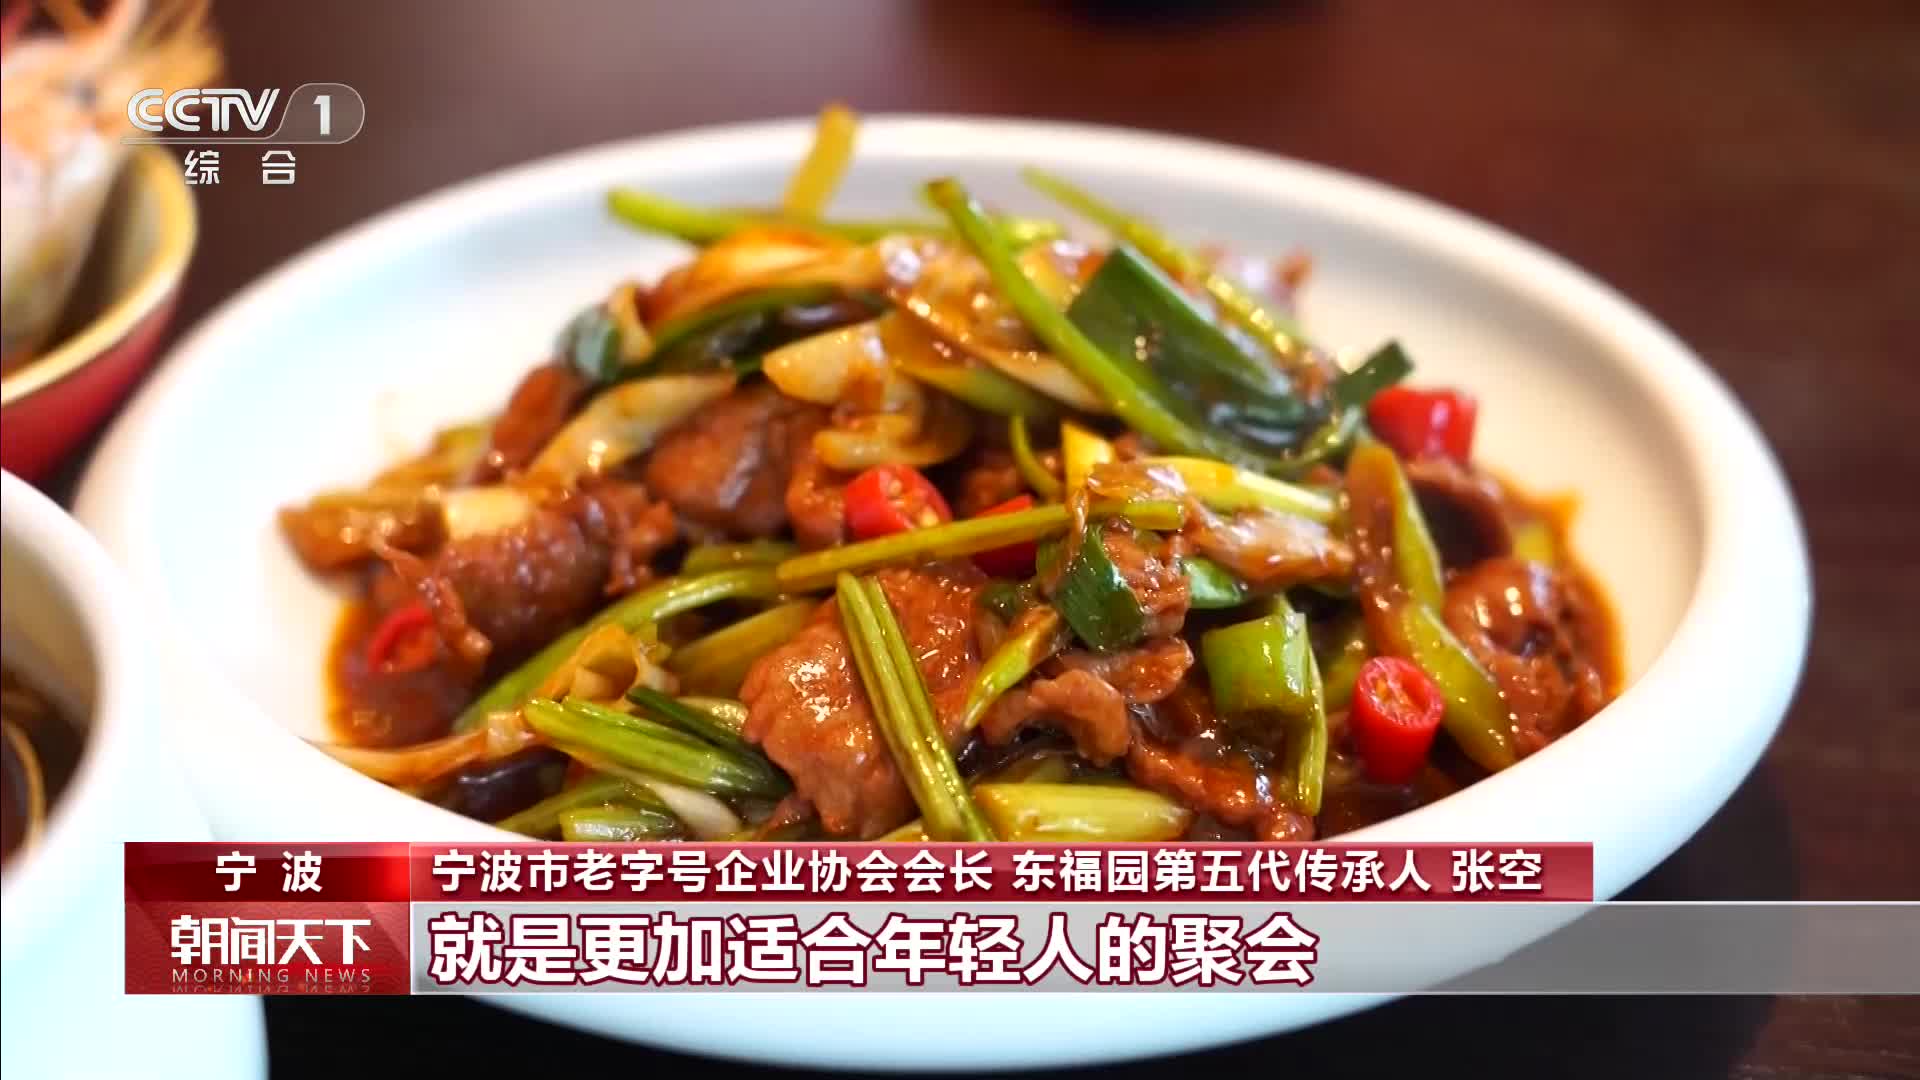 CCTV 1
综合
宁波
宁波市老字号企业协会会长 东福园第五代传承人 张空
朝闻天下
MORNING NEWS
就是更加适合年轻人的聚会